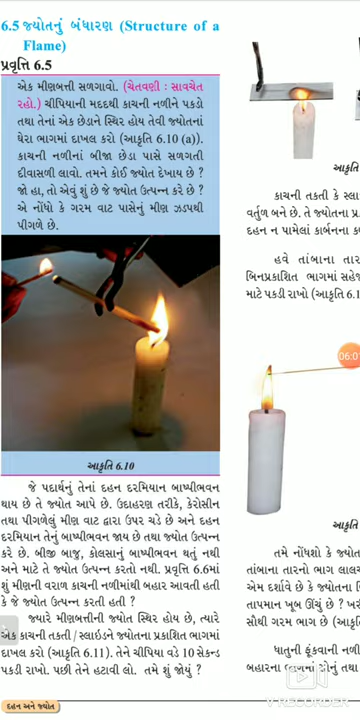 6.5 જ્યોતનું બંધારણ (Structure of a
Flame)
પ્રવૃત્તિ 6.5
એક મીણબત્તી સળગાવો. (ચેતવણી : સાવચેત
રહો.) ચીપિયાની મદદથી કાચની નળીને પકડો
તથા તેનાં એક છેડાને સ્થિર હોય તેવી જ્યોતનાં
ઘેરા ભાગમાં દાખલ કરો (આકૃતિ 6.10 (a)).
કાચની નળીનાં બીજા છેડા પાસે સળગતી
દીવાસળી લાવો. તમને કોઈ જ્યોત દેખાય છે ?
જો હા, તો એવું શું છે જે જ્યોત ઉત્પન્ન કરે છે ?
એ નોંધો કે ગરમ વાટ પાસેનું મીણ ઝડપથી
પીગળે છે.
આકૃતિ 6.10
જે પદાર્થનું તેનાં દહન દરમિયાન બાષ્પીભવન
થાય છે તે જ્યોત આપે છે. ઉદાહરણ તરીકે, કેરોસીન
તથા પીગળેલું મીણ વાટ દ્વારા ઉપર ચડે છે અને દહન
દરમિયાન તેનું બાષ્પીભવન જાય છે તથા જ્યોત ઉત્પન્ન
કરે છે. બીજી બાજુ, કોલસાનું બાષ્પીભવન થતું નથી
અને માટે તે જ્યોત ઉત્પન્ન કરતો નથી. પ્રવૃત્તિ 6.6માં
શું મીણની વરાળ કાચની નળીમાંથી બહાર આવતી હતી
કે જે જ્યોત ઉત્પન્ન કરતી હતી ?
જ્યારે મીણબત્તીની જ્યોત સ્થિર હોય છે, ત્યારે
એક કાચની તકતી / સ્લાઇડને જ્યોતના પ્રકાશિત ભાગમાં
દાખલ કરો (આકૃતિ 6.11). તેને ચીપિયા વડે 10 સેકન્ડ
પકડી રાખો. પછી તેને હટાવી લો. તમે શું જોયું ?
દહન અને જ્યોત
આકૃતિ
કાચની તકતી કે સ્લા
વર્તુળ બને છે. તે જ્યોતના પ્ર
દહન ન પામેલાં કાર્બનના ક
હવે તાંબાના તાર
બિનપ્રકાશિત ભાગમાં સહેજ
માટે પકડી રાખો (આકૃતિ 6.1
06:01
આકૃતિ
તમે નોંધશો કે જ્યોત
તાંબાના તારનો ભાગ લાલચ
એમ દર્શાવે છે કે જ્યોતના બિ
તાપમાન ખૂબ ઊંચું છે ? ખરે
સૌથી ગરમ ભાગ છે (આકૃતિ
ધાતુની ફૂંકવાની નળી
V RECORDER